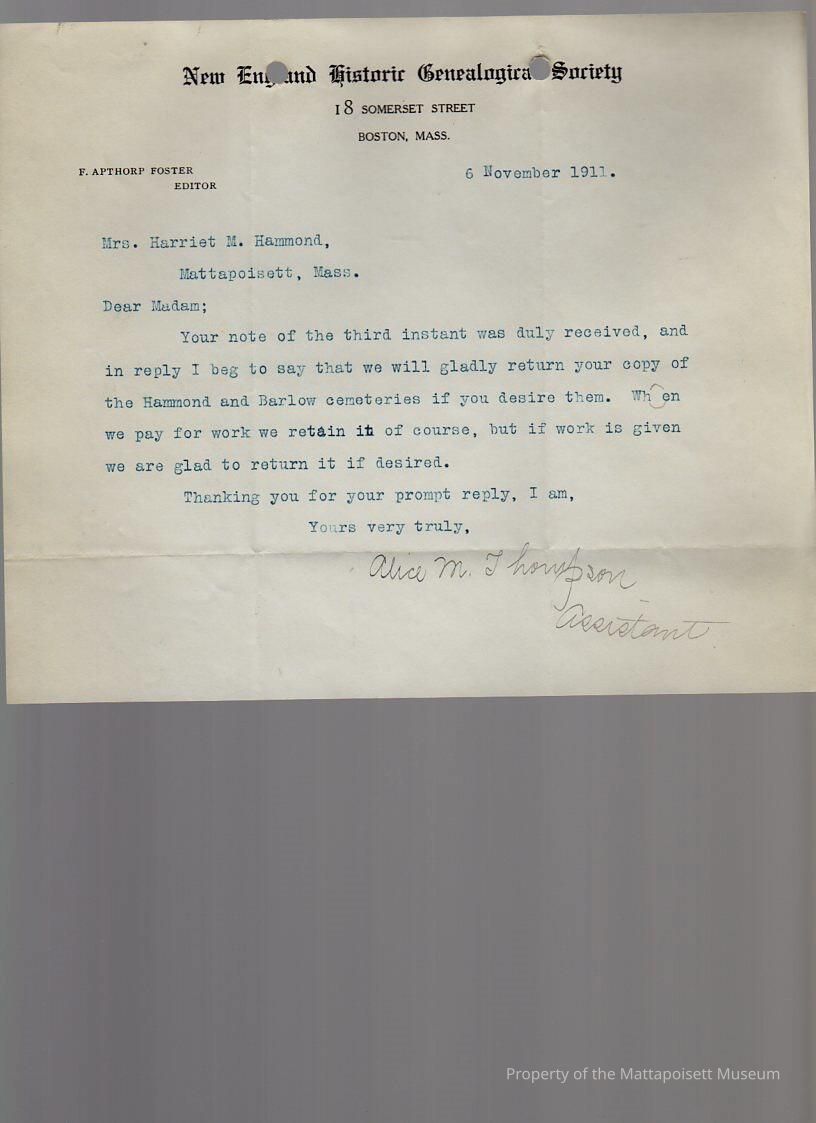 New England Historic Genealogical Society
18 SOMERSET STREET
BOSTON, MASS.
F. APTHORP FOSTER
EDITOR
6 November 1911.
Mrs. Harriet M. Hammond,
Mattapoisett, Mass.
Dear Madam;
Your note of the third instant was duly received, and
in reply I beg to say that we will gladly return your copy of
the Hammond and Barlow cemeteries if you desire them. When
we pay for work we retain it of course, but if work is given
we are glad to return it if desired.
Thanking you for your prompt reply, I am,
Yours very truly,
Alice M. Thompson
Assistant.
Property of the Mattapoisett Museum